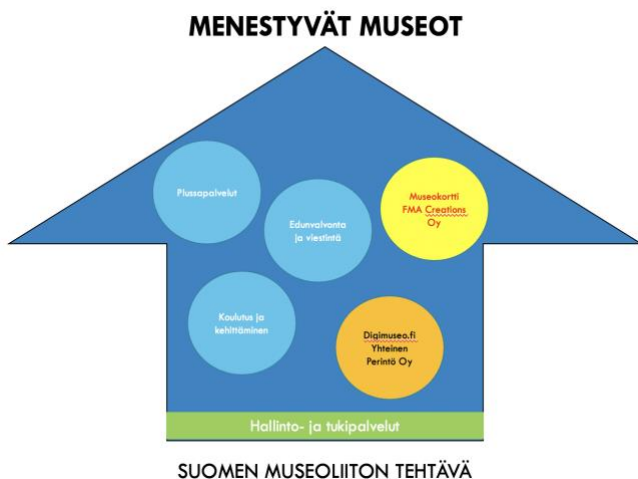 MENESTYVÄT MUSEOT
Plussapalvelut
Edunvalvonta
ja viestintä
Museokortti
FMA Creations
Oy
Koulutus ja
kehittäminen
Digimuseo.fi
Yhteinen
Perintö Oy
Hallinto- ja tukipalvelut
SUOMEN MUSEOLIITON TEHTÄVÄ